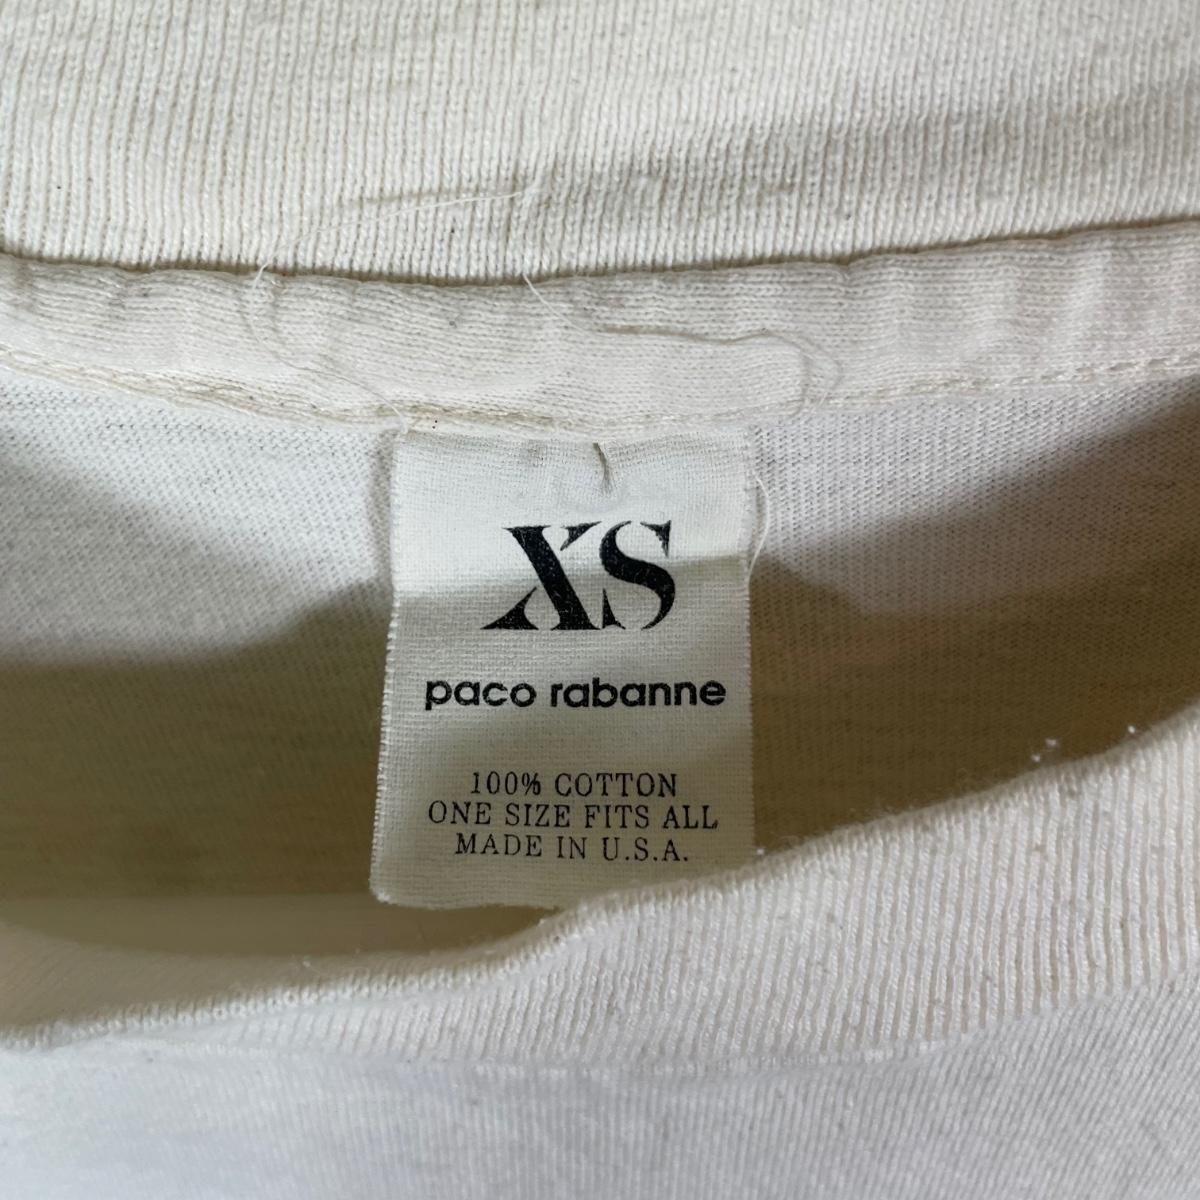 XS
paco rabanne
100% COTTON
ONE SIZE FITS ALL
MADE IN U.S.A.